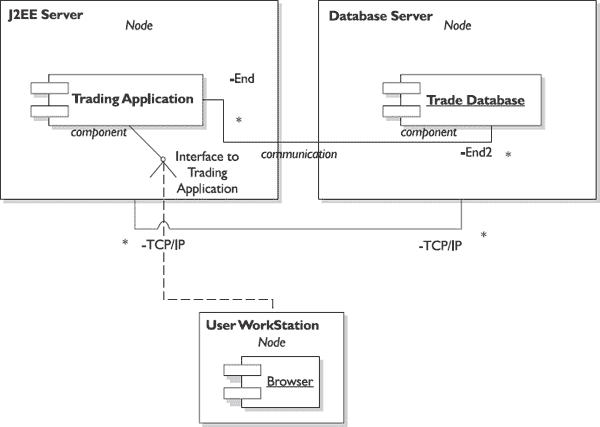 J2EE Server
Node
Database Server
Node
-End
Trading Application
*
component
Trade Database
component
communication
-End2 *
Interface to
Trading
Application
* -TCP/IP
-TCP/IP *
User WorkStation
Node
Browser